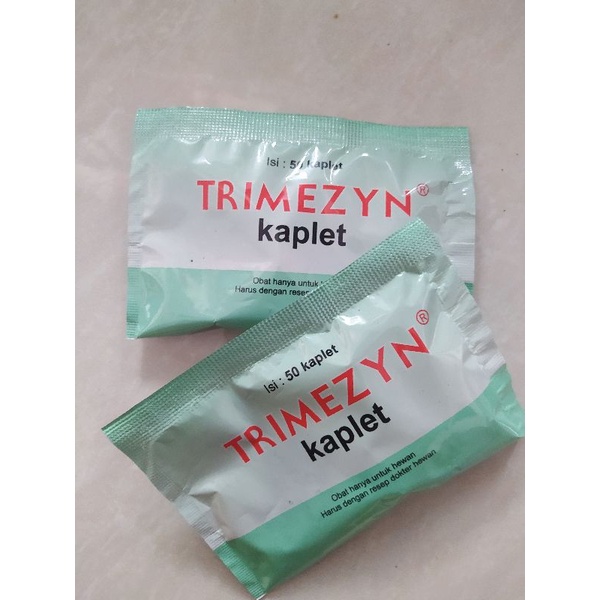 Isi : 50 kaplet
TRIMEZYN®
kaplet
Obat hanya untuk
Harus dengan resep
Isi : 50 kaplet
TRIMEZYN®
kaplet
Obat hanya untuk hewan
Harus dengan resep dokter hewan